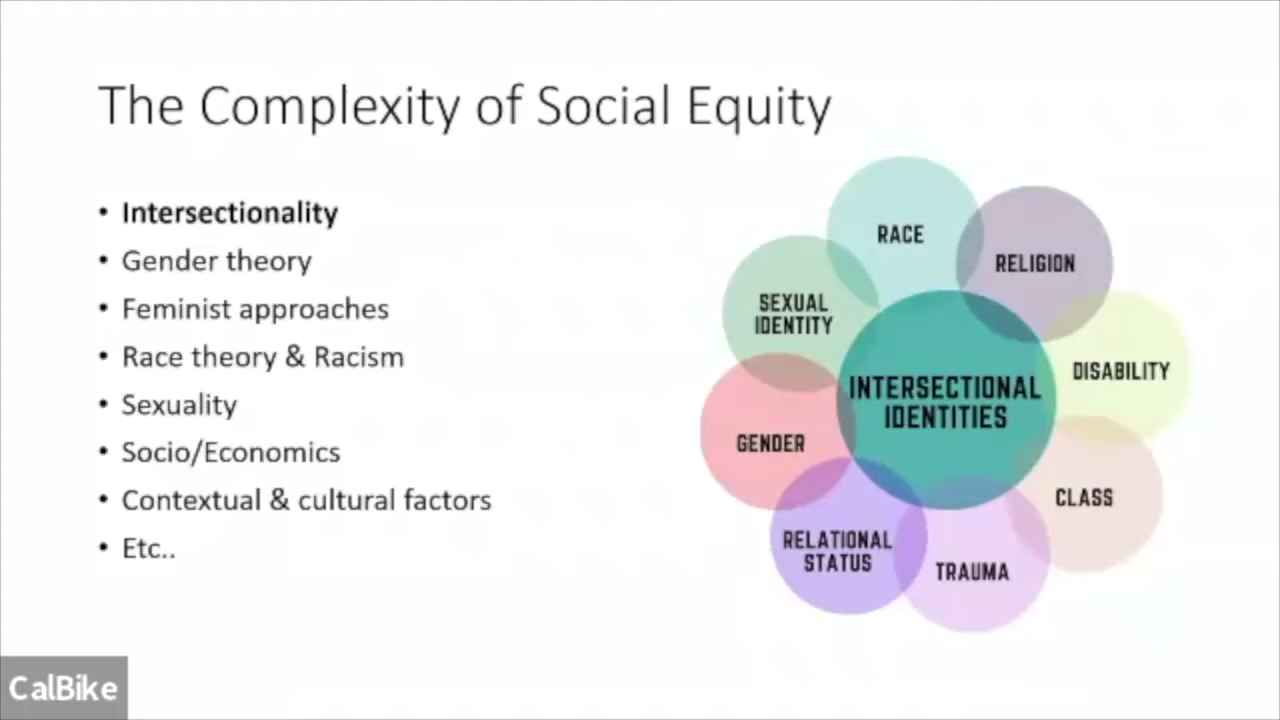 The Complexity of Social Equity
• Intersectionality
• Gender theory
• Feminist approaches
• Race theory & Racism
• Sexuality
• Socio/Economics
• Contextual & cultural factors
• Etc..
RACE
RELIGION
SEXUAL
IDENTITY
DISABILITY
INTERSECTIONAL
IDENTITIES
GENDER
CLASS
RELATIONAL
STATUS
TRAUMA
CalBike